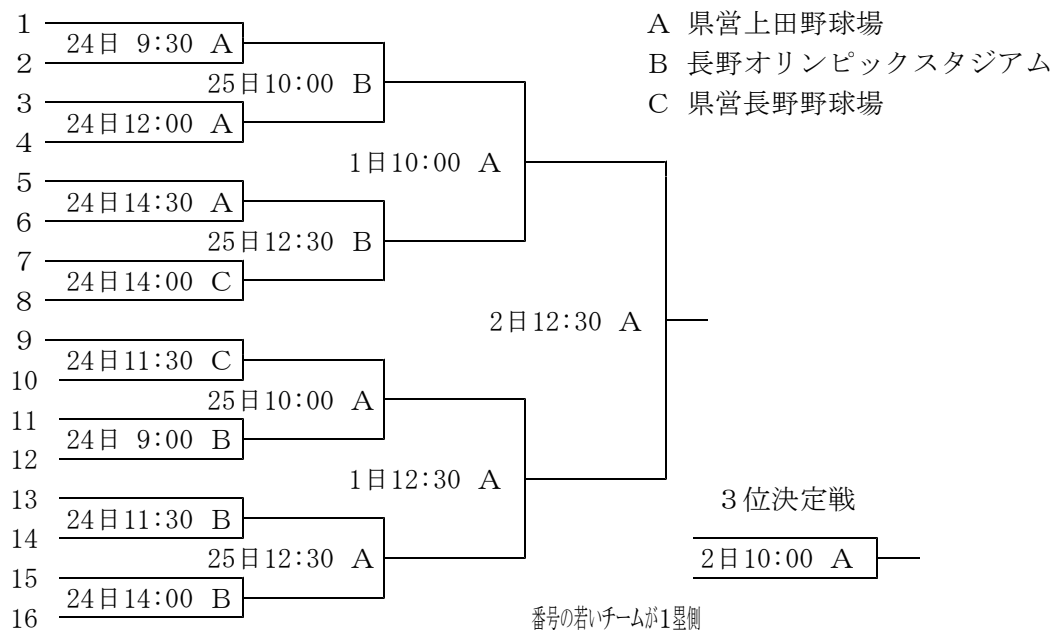 1
24日 9:30 A
2
25日10:00 B
3
24日12:00 A
4
1日10:00 A
5
24日14:30 A
6
25日12:30 B
7
24日14:00 C
8
2日12:30 A
9
24日11:30 C
10
25日10:00 A
11
24日 9:00 B
12
1日12:30 A
13
24日11:30 B
14
25日12:30 A
15
24日14:00 B
16
A 県営上田野球場
B 長野オリンピックスタジアム
C 県営長野野球場
3位決定戦
2日10:00 A
番号の若いチームが1塁側